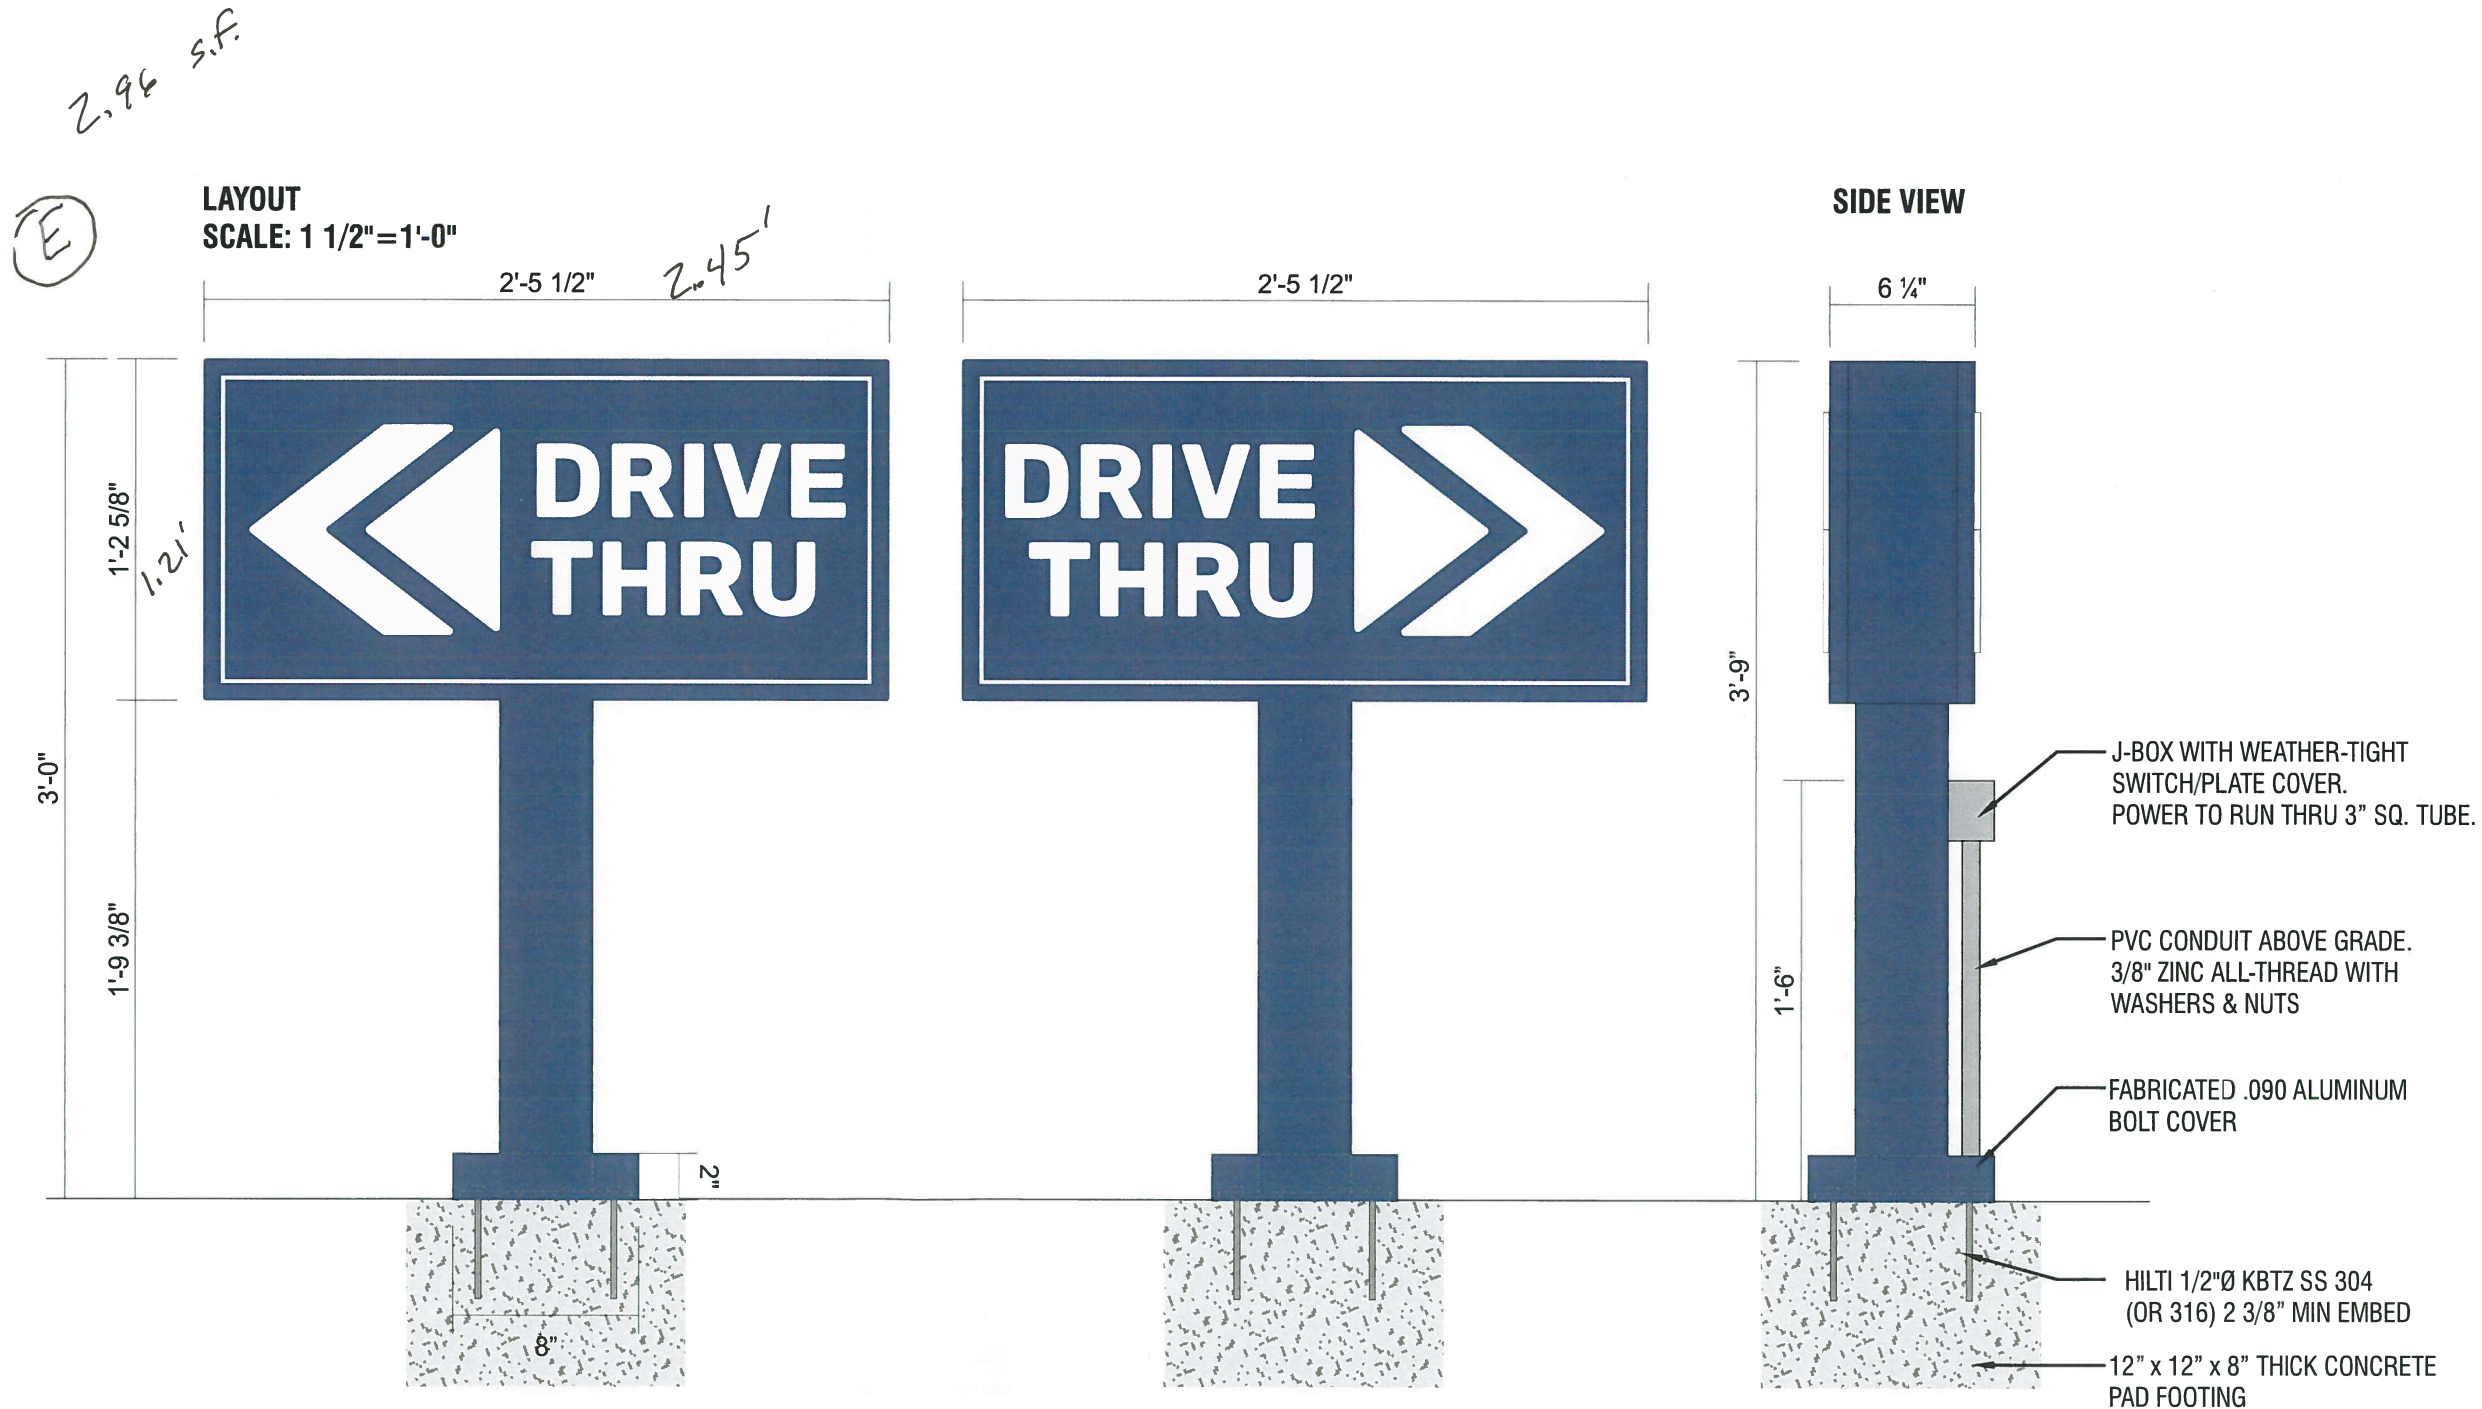 2.96 s.f.
E
LAYOUT
SCALE: 1 1/2"=1'-0"
2'-5 1/2"
2.45'
2'-5 1/2"
SIDE VIEW
6 ¼"
1'-2 5/8"
1.21'
3'-0"
1'-9 3/8"
DRIVE
THRU
DRIVE
THRU
2"
8"
3'-9"
1'-6"
J-BOX WITH WEATHER-TIGHT
SWITCH/PLATE COVER.
POWER TO RUN THRU 3" SQ. TUBE.
PVC CONDUIT ABOVE GRADE.
3/8" ZINC ALL-THREAD WITH
WASHERS & NUTS
FABRICATED .090 ALUMINUM
BOLT COVER
HILTI 1/2"Ø KBTZ SS 304
(OR 316) 2 3/8" MIN EMBED
12" x 12" x 8" THICK CONCRETE
PAD FOOTING